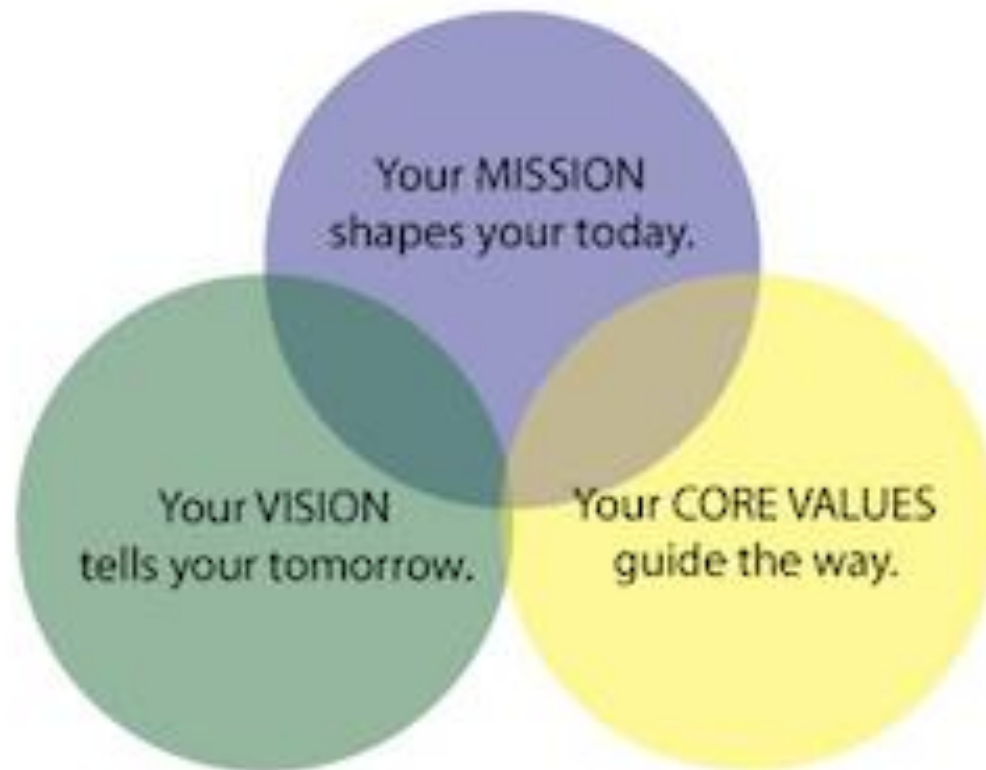 Your MISSION
shapes your today.
Your VISION
tells your tomorrow.
Your CORE VALUES
guide the way.